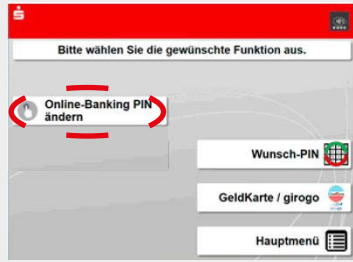 Bitte wählen Sie die gewünschte Funktion aus.
Online-Banking PIN
ändern
Wunsch-PIN
GeldKarte / girogo
Hauptmenü